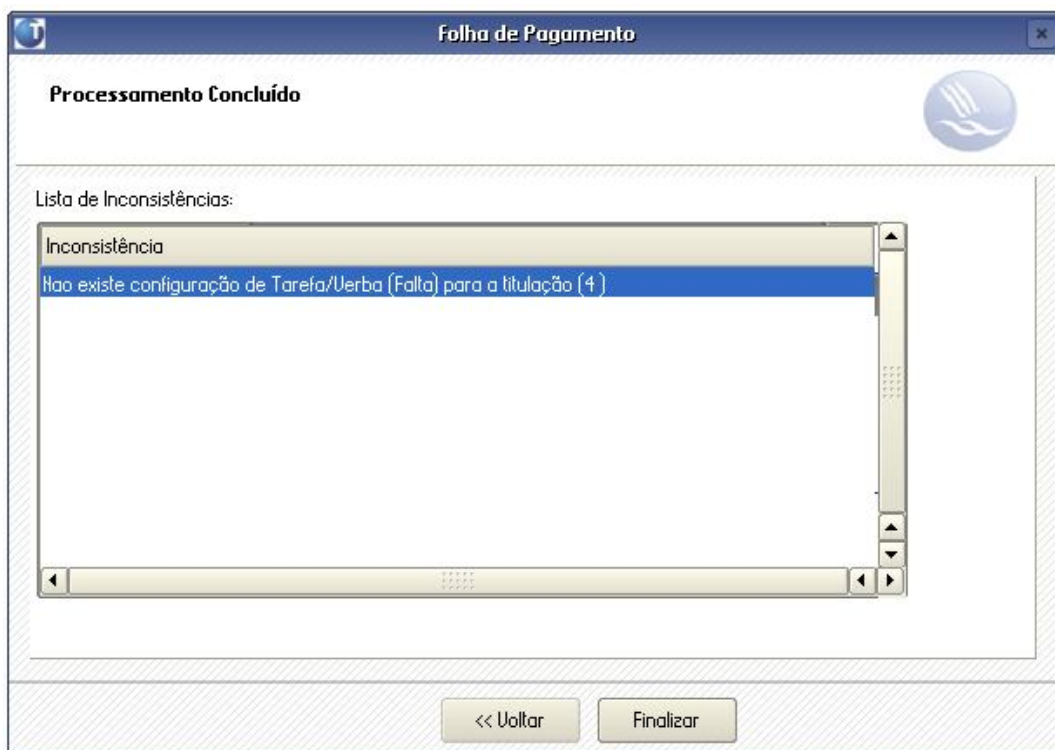 Folha de Pagamento
Processamento Concluído
Lista de Inconsistências:
Inconsistência
Nao existe configuração de Tarefa/Verba (Falta) para a titulação (4 )
<< Voltar
Finalizar